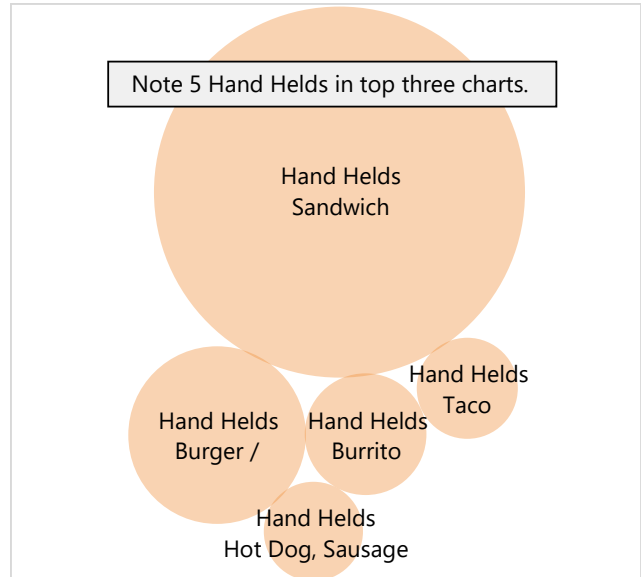 Note 5 Hand Helds in top three charts.
Hand Helds
Sandwich
Hand Helds
Taco
Hand Helds
Burger /
Hand Helds
Burrito
Hand Helds
Hot Dog, Sausage